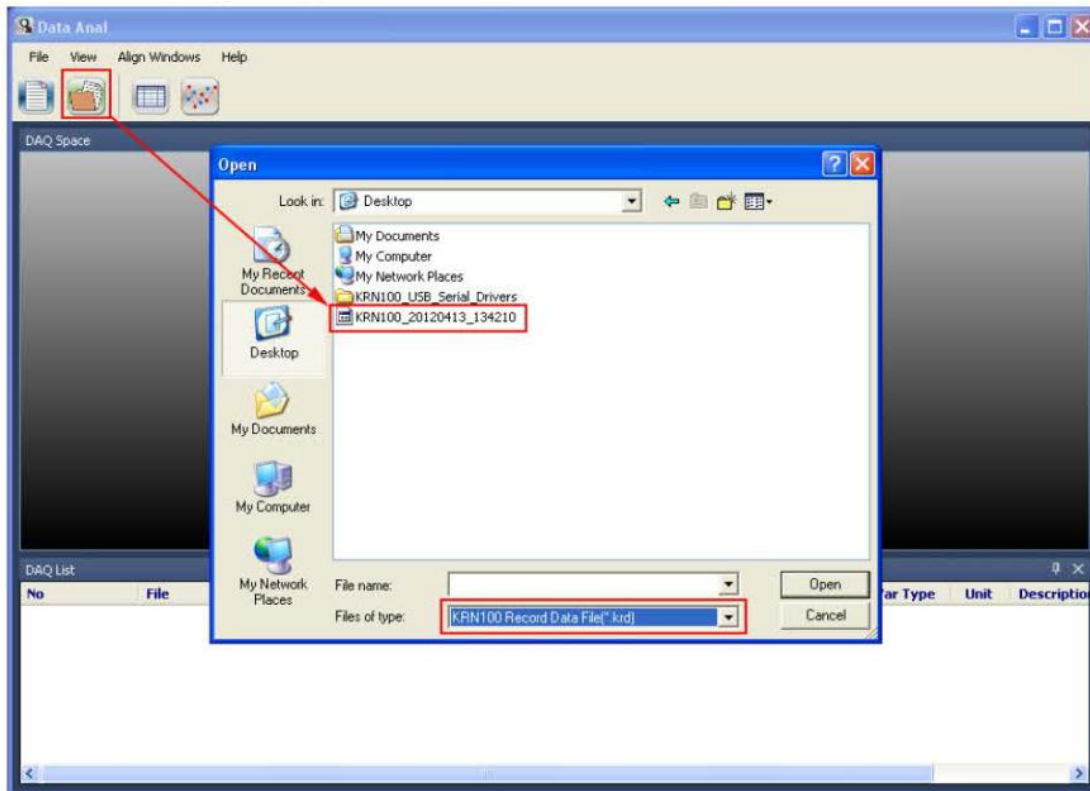 Data Anal
File View Align Windows Help
DAQ Space
Open
Look in: Desktop
My Recent Documents
Desktop
My Documents
My Computer
My Network Places
My Documents
My Computer
My Network Places
KRN100_USB_Serial_Drivers
KRN100_20120413_134210
File name:
Open
Files of type: KRN100 Record Data File(*.krd)
Cancel
DAQ List
No File Var Type Unit Description